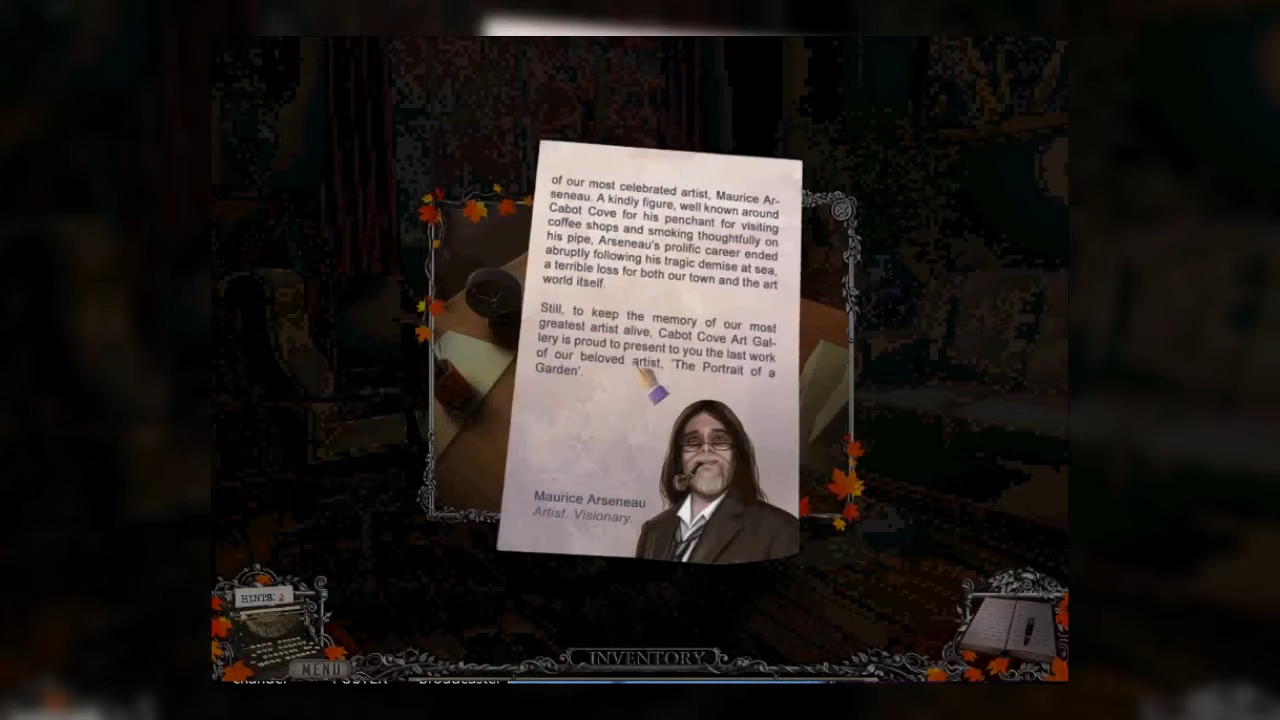 of our most celebrated artist, Maurice Ar-
seneau. A kindly figure, well known around
Cabot Cove for his penchant for visiting
coffee shops and smoking thoughtfully on
his pipe, Arseneau's prolific career ended
abruptly following his tragic demise at sea,
a terrible loss for both our town and the art
world itself.
Still, to keep the memory of our most
greatest artist alive, Cabot Cove Art Gal-
lery is proud to present to you the last work
of our beloved artist, 'The Portrait of a
Garden'.
Maurice Arseneau
Artist. Visionary.
HINTS: 2
MENU
INVENTORY